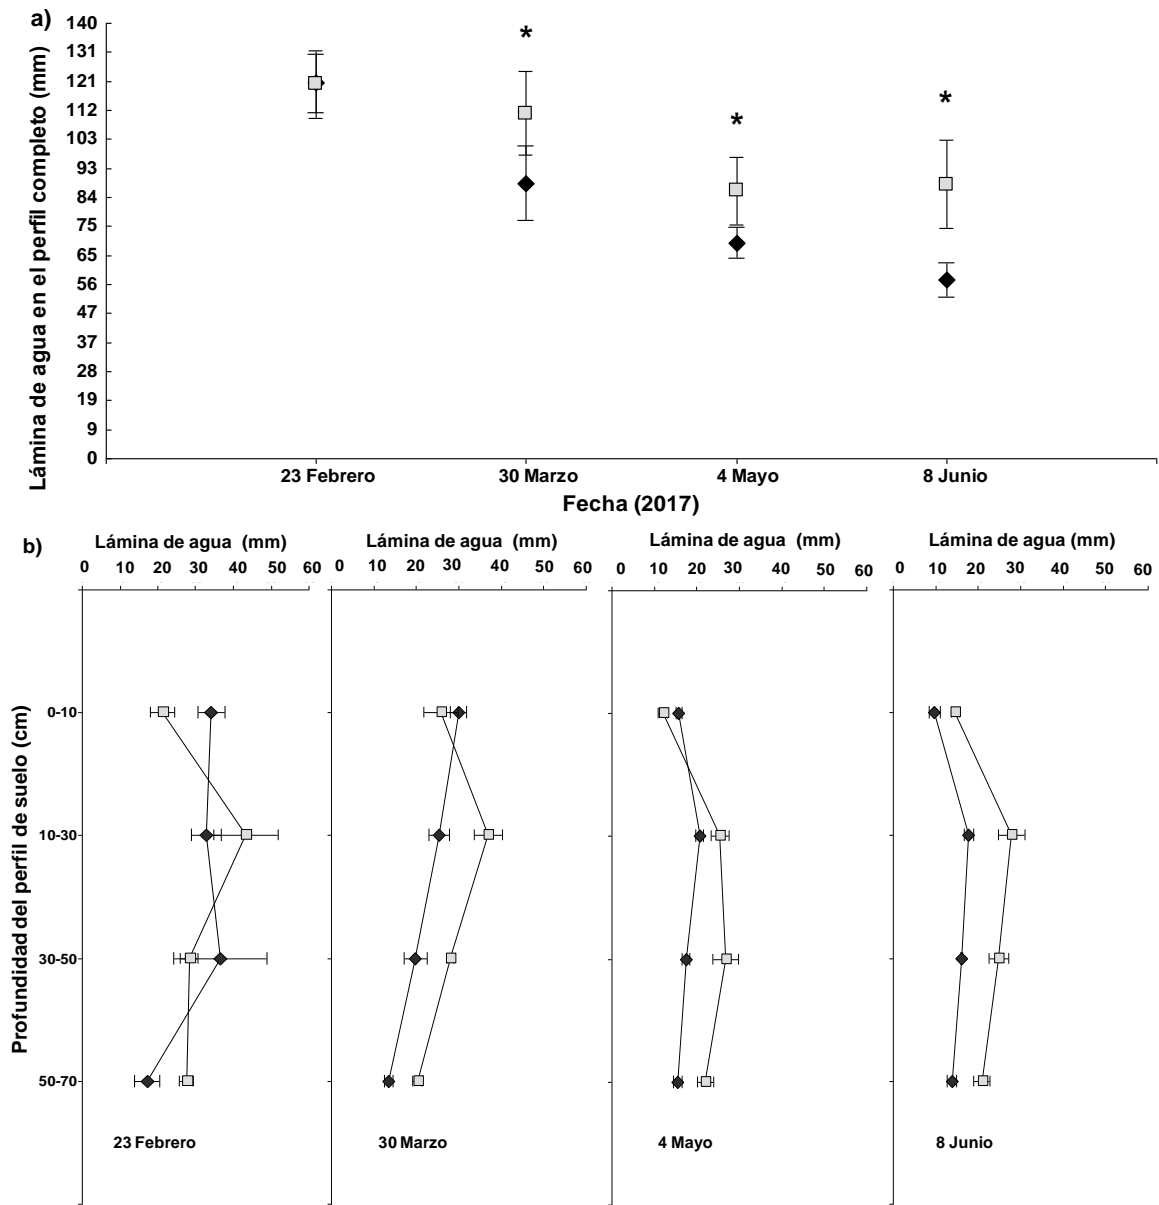 a)
Lámina de agua en el perfil completo (mm)
140
131
121
112
103
93
84
75
65
56
47
37
28
19
9
0
*
*
*
23 Febrero 30 Marzo 4 Mayo 8 Junio
Fecha (2017)
b)
Lámina de agua (mm) Lámina de agua (mm) Lámina de agua (mm) Lámina de agua (mm)
0 10 20 30 40 50 60 0 10 20 30 40 50 60 0 10 20 30 40 50 60 0 10 20 30 40 50 60
Profundidad del perfil de suelo (cm)
0-10
10-30
30-50
50-70
23 Febrero 30 Marzo 4 Mayo 8 Junio